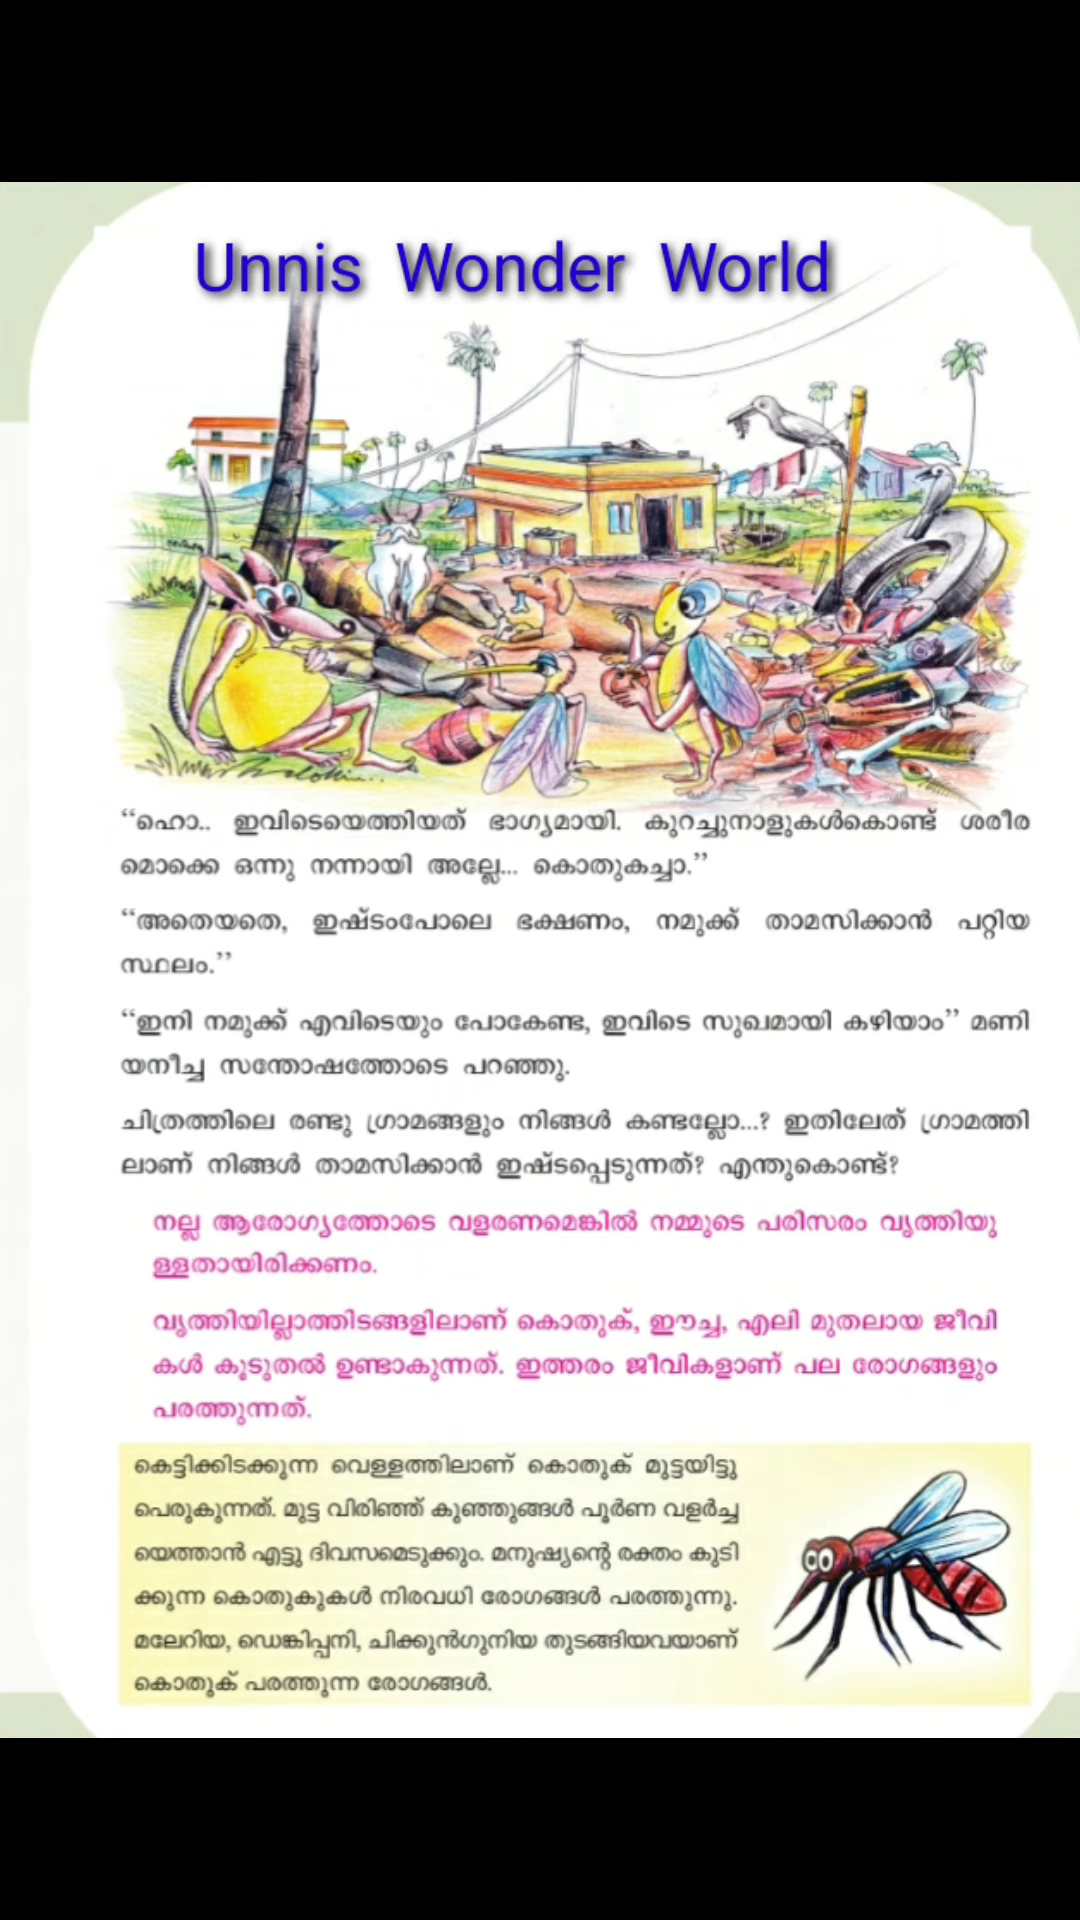 Unnis Wonder World
“ഹൊ.. ഇവിടെയെത്തിയത് ഭാഗ്യമായി. കുറച്ചുനാളുകൾകൊണ്ട് ശരീര
മൊക്കെ ഒന്നു നന്നായി അല്ലേ... കൊതുകച്ചാ.”
“അതെയതെ, ഇഷ്ടംപോലെ ഭക്ഷണം, നമുക്ക് താമസിക്കാൻ പറ്റിയ
സ്ഥലം.”
“ഇനി നമുക്ക് എവിടെയും പോകേണ്ട, ഇവിടെ സുഖമായി കഴിയാം” മണി
യനീച്ച സന്തോഷത്തോടെ പറഞ്ഞു.
ചിത്രത്തിലെ രണ്ടു ഗ്രാമങ്ങളും നിങ്ങൾ കണ്ടല്ലോ...? ഇതിലേത് ഗ്രാമത്തി
ലാണ് നിങ്ങൾ താമസിക്കാൻ ഇഷ്ടപ്പെടുന്നത്? എന്തുകൊണ്ട്?
നല്ല ആരോഗ്യത്തോടെ വളരണമെങ്കിൽ നമ്മുടെ പരിസരം വൃത്തിയു
ള്ളതായിരിക്കണം.
വൃത്തിയില്ലാത്തിടങ്ങളിലാണ് കൊതുക്, ഈച്ച, എലി മുതലായ ജീവി
കൾ കൂടുതൽ ഉണ്ടാകുന്നത്. ഇത്തരം ജീവികളാണ് പല രോഗങ്ങളും
പരത്തുന്നത്.
കെട്ടിക്കിടക്കുന്ന വെള്ളത്തിലാണ് കൊതുക് മുട്ടയിട്ടു
പെരുകുന്നത്. മുട്ട വിരിഞ്ഞ് കുഞ്ഞുങ്ങൾ പൂർണ വളർച്ച
യെത്താൻ എട്ടു ദിവസമെടുക്കും. മനുഷ്യന്റെ രക്തം കുടി
ക്കുന്ന കൊതുകുകൾ നിരവധി രോഗങ്ങൾ പരത്തുന്നു.
മലേറിയ, ഡെങ്കിപ്പനി, ചിക്കുൻഗുനിയ തുടങ്ങിയവയാണ്
കൊതുക് പരത്തുന്ന രോഗങ്ങൾ.